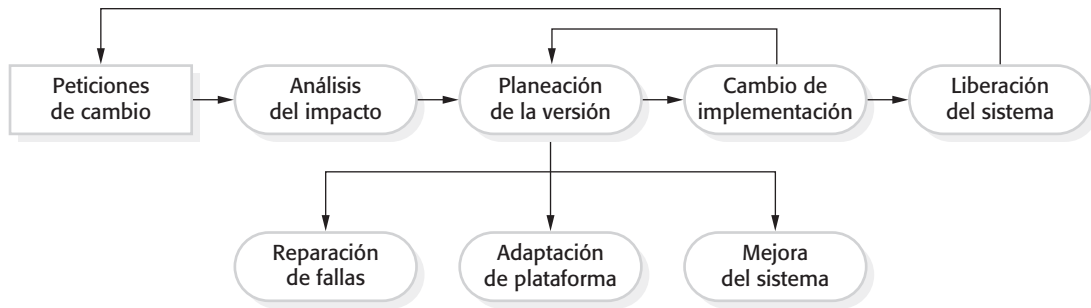 Peticiones
de cambio
Análisis
del impacto
Planeación
de la versión
Cambio de
implementación
Liberación
del sistema
Reparación
de fallas
Adaptación
de plataforma
Mejora
del sistema